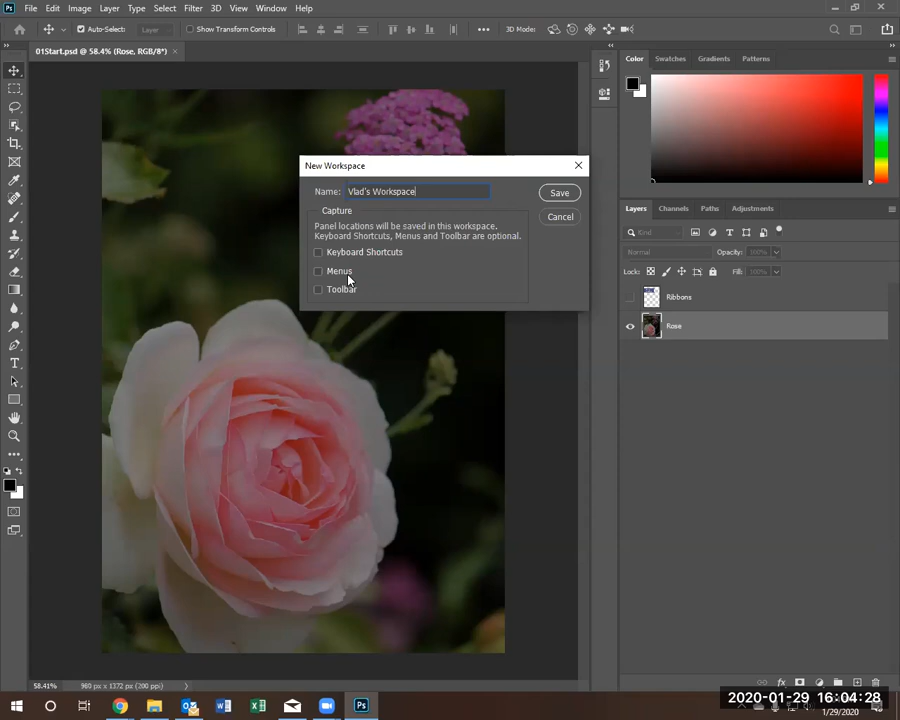 Ps File Edit Image Layer Type Select Filter 3D View Window Help
Auto-Select: Layer Show Transform Controls 3D Mode:
01Start.psd @ 58.4% (Rose, RGB/8*) ×
Color Swatches Gradients Patterns
New Workspace
Name: Vlad's Workspace
Save
Capture
Cancel
Panel locations will be saved in this workspace.
Keyboard Shortcuts, Menus and Toolbar are optional.
Keyboard Shortcuts
Menus
Toolbar
Layers Channels Paths Adjustments
Kind
Normal Opacity: 100%
Lock: Fill: 100%
Ribbons
Rose
T
58.41% 980 px x 1372 px (200 ppi)
2020-01-29 16:04:28
1/29/2020